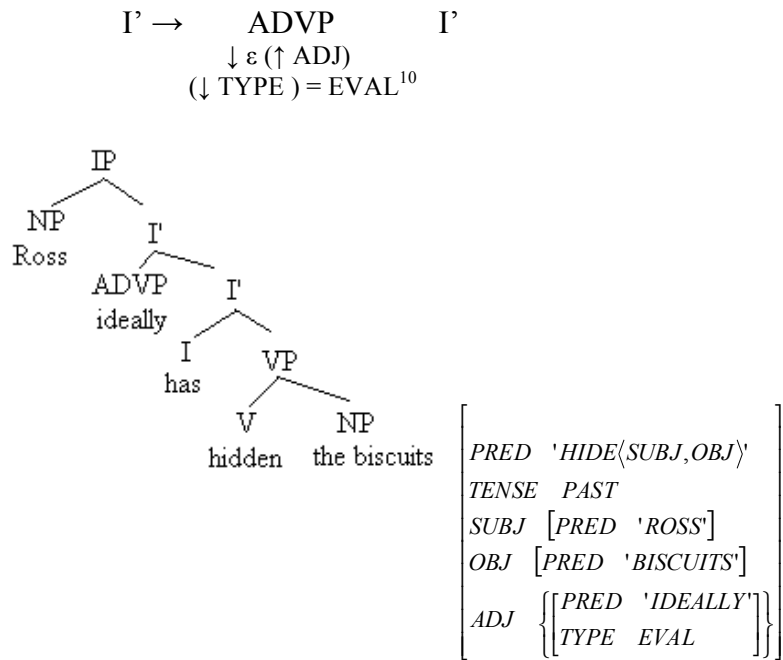 I’ → ADVP I’
↓ ε (↑ ADJ)
(↓ TYPE ) = EVAL¹⁰
IP
NP
Ross
I'
ADVP
ideally
I'
I
has
VP
V
hidden
NP
the biscuits
PRED 'HIDE⟨SUBJ,OBJ⟩'
TENSE PAST
SUBJ [PRED 'ROSS']
OBJ [PRED 'BISCUITS']
ADJ {[PRED 'IDEALLY'
TYPE EVAL]}